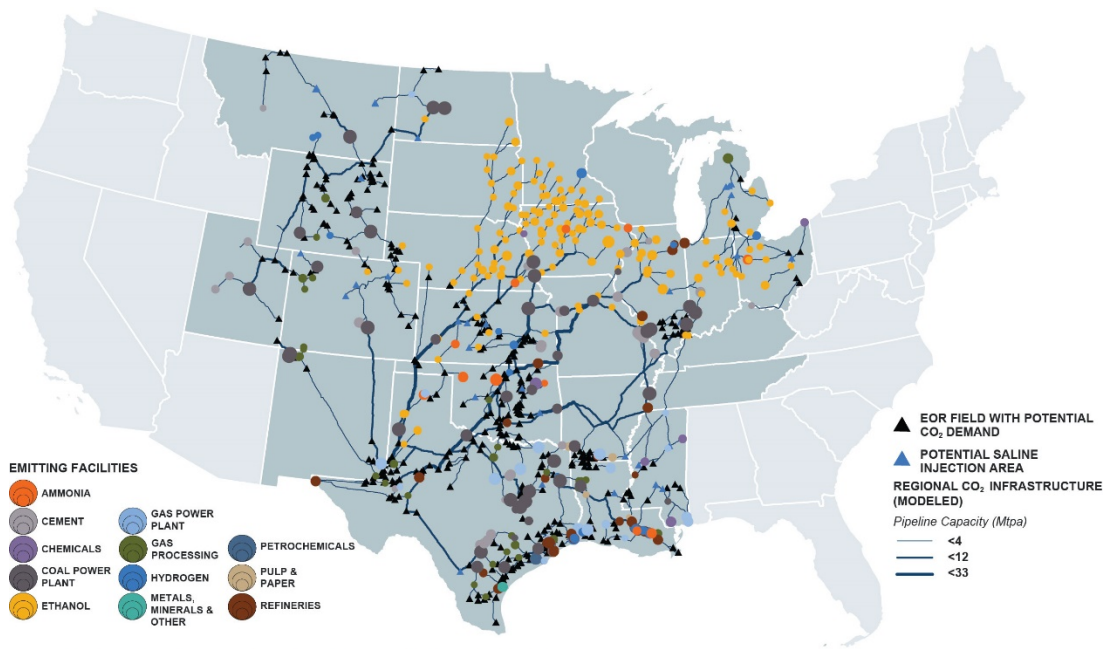 EMITTING FACILITIES
AMMONIA
CEMENT
CHEMICALS
COAL POWER
PLANT
ETHANOL
GAS POWER
PLANT
GAS
PROCESSING
HYDROGEN
METALS,
MINERALS &
OTHER
PETROCHEMICALS
PULP &
PAPER
REFINERIES
EOR FIELD WITH POTENTIAL
CO₂ DEMAND
POTENTIAL SALINE
INJECTION AREA
REGIONAL CO₂ INFRASTRUCTURE
(MODELED)
Pipeline Capacity (Mtpa)
<4
<12
<33